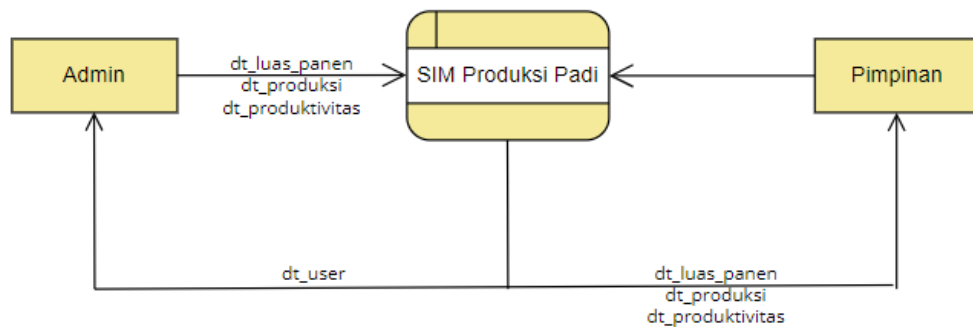 Admin
dt_luas_panen
dt_produksi
dt_produktivitas
SIM Produksi Padi
Pimpinan
dt_user
dt_luas_panen
dt_produksi
dt_produktivitas